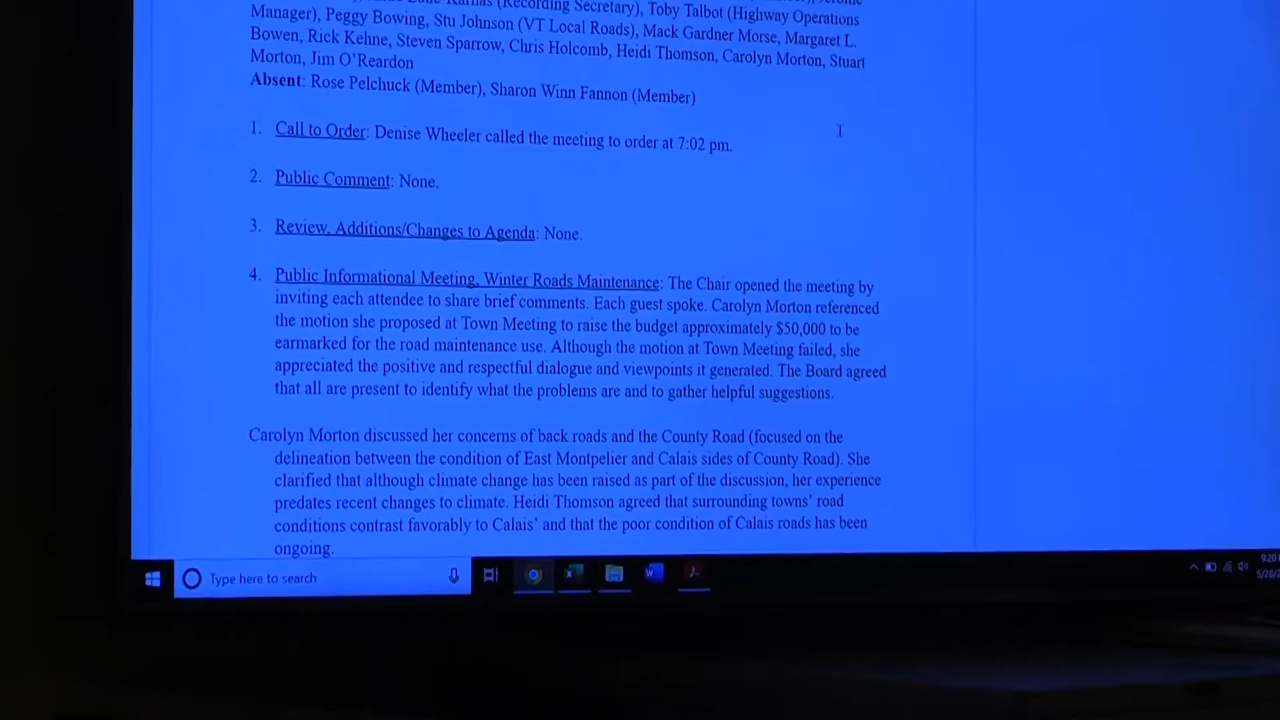 (Recording Secretary), Toby Talbot (Highway Operations
Manager), Peggy Bowing, Stu Johnson (VT Local Roads), Mack Gardner Morse, Margaret L.
Bowen, Rick Kehne, Steven Sparrow, Chris Holcomb, Heidi Thomson, Carolyn Morton, Stuart
Morton, Jim O'Reardon
Absent: Rose Pelchuck (Member), Sharon Winn Fannon (Member)
1. Call to Order: Denise Wheeler called the meeting to order at 7:02 pm.
2. Public Comment: None.
3. Review, Additions/Changes to Agenda: None.
4. Public Informational Meeting, Winter Roads Maintenance: The Chair opened the meeting by
inviting each attendee to share brief comments. Each guest spoke. Carolyn Morton referenced
the motion she proposed at Town Meeting to raise the budget approximately $50,000 to be
earmarked for the road maintenance use. Although the motion at Town Meeting failed, she
appreciated the positive and respectful dialogue and viewpoints it generated. The Board agreed
that all are present to identify what the problems are and to gather helpful suggestions.
Carolyn Morton discussed her concerns of back roads and the County Road (focused on the
delineation between the condition of East Montpelier and Calais sides of County Road). She
clarified that although climate change has been raised as part of the discussion, her experience
predates recent changes to climate. Heidi Thomson agreed that surrounding towns' road
conditions contrast favorably to Calais' and that the poor condition of Calais roads has been
ongoing.
Type here to search